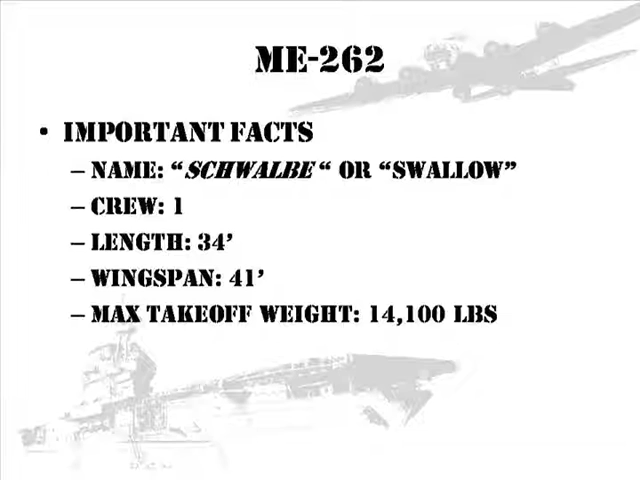 ME-262
• IMPORTANT FACTS
– NAME: “SCHWALBE “ OR “SWALLOW”
– CREW: 1
– LENGTH: 34’
– WINGSPAN: 41’
– MAX TAKEOFF WEIGHT: 14,100 LBS